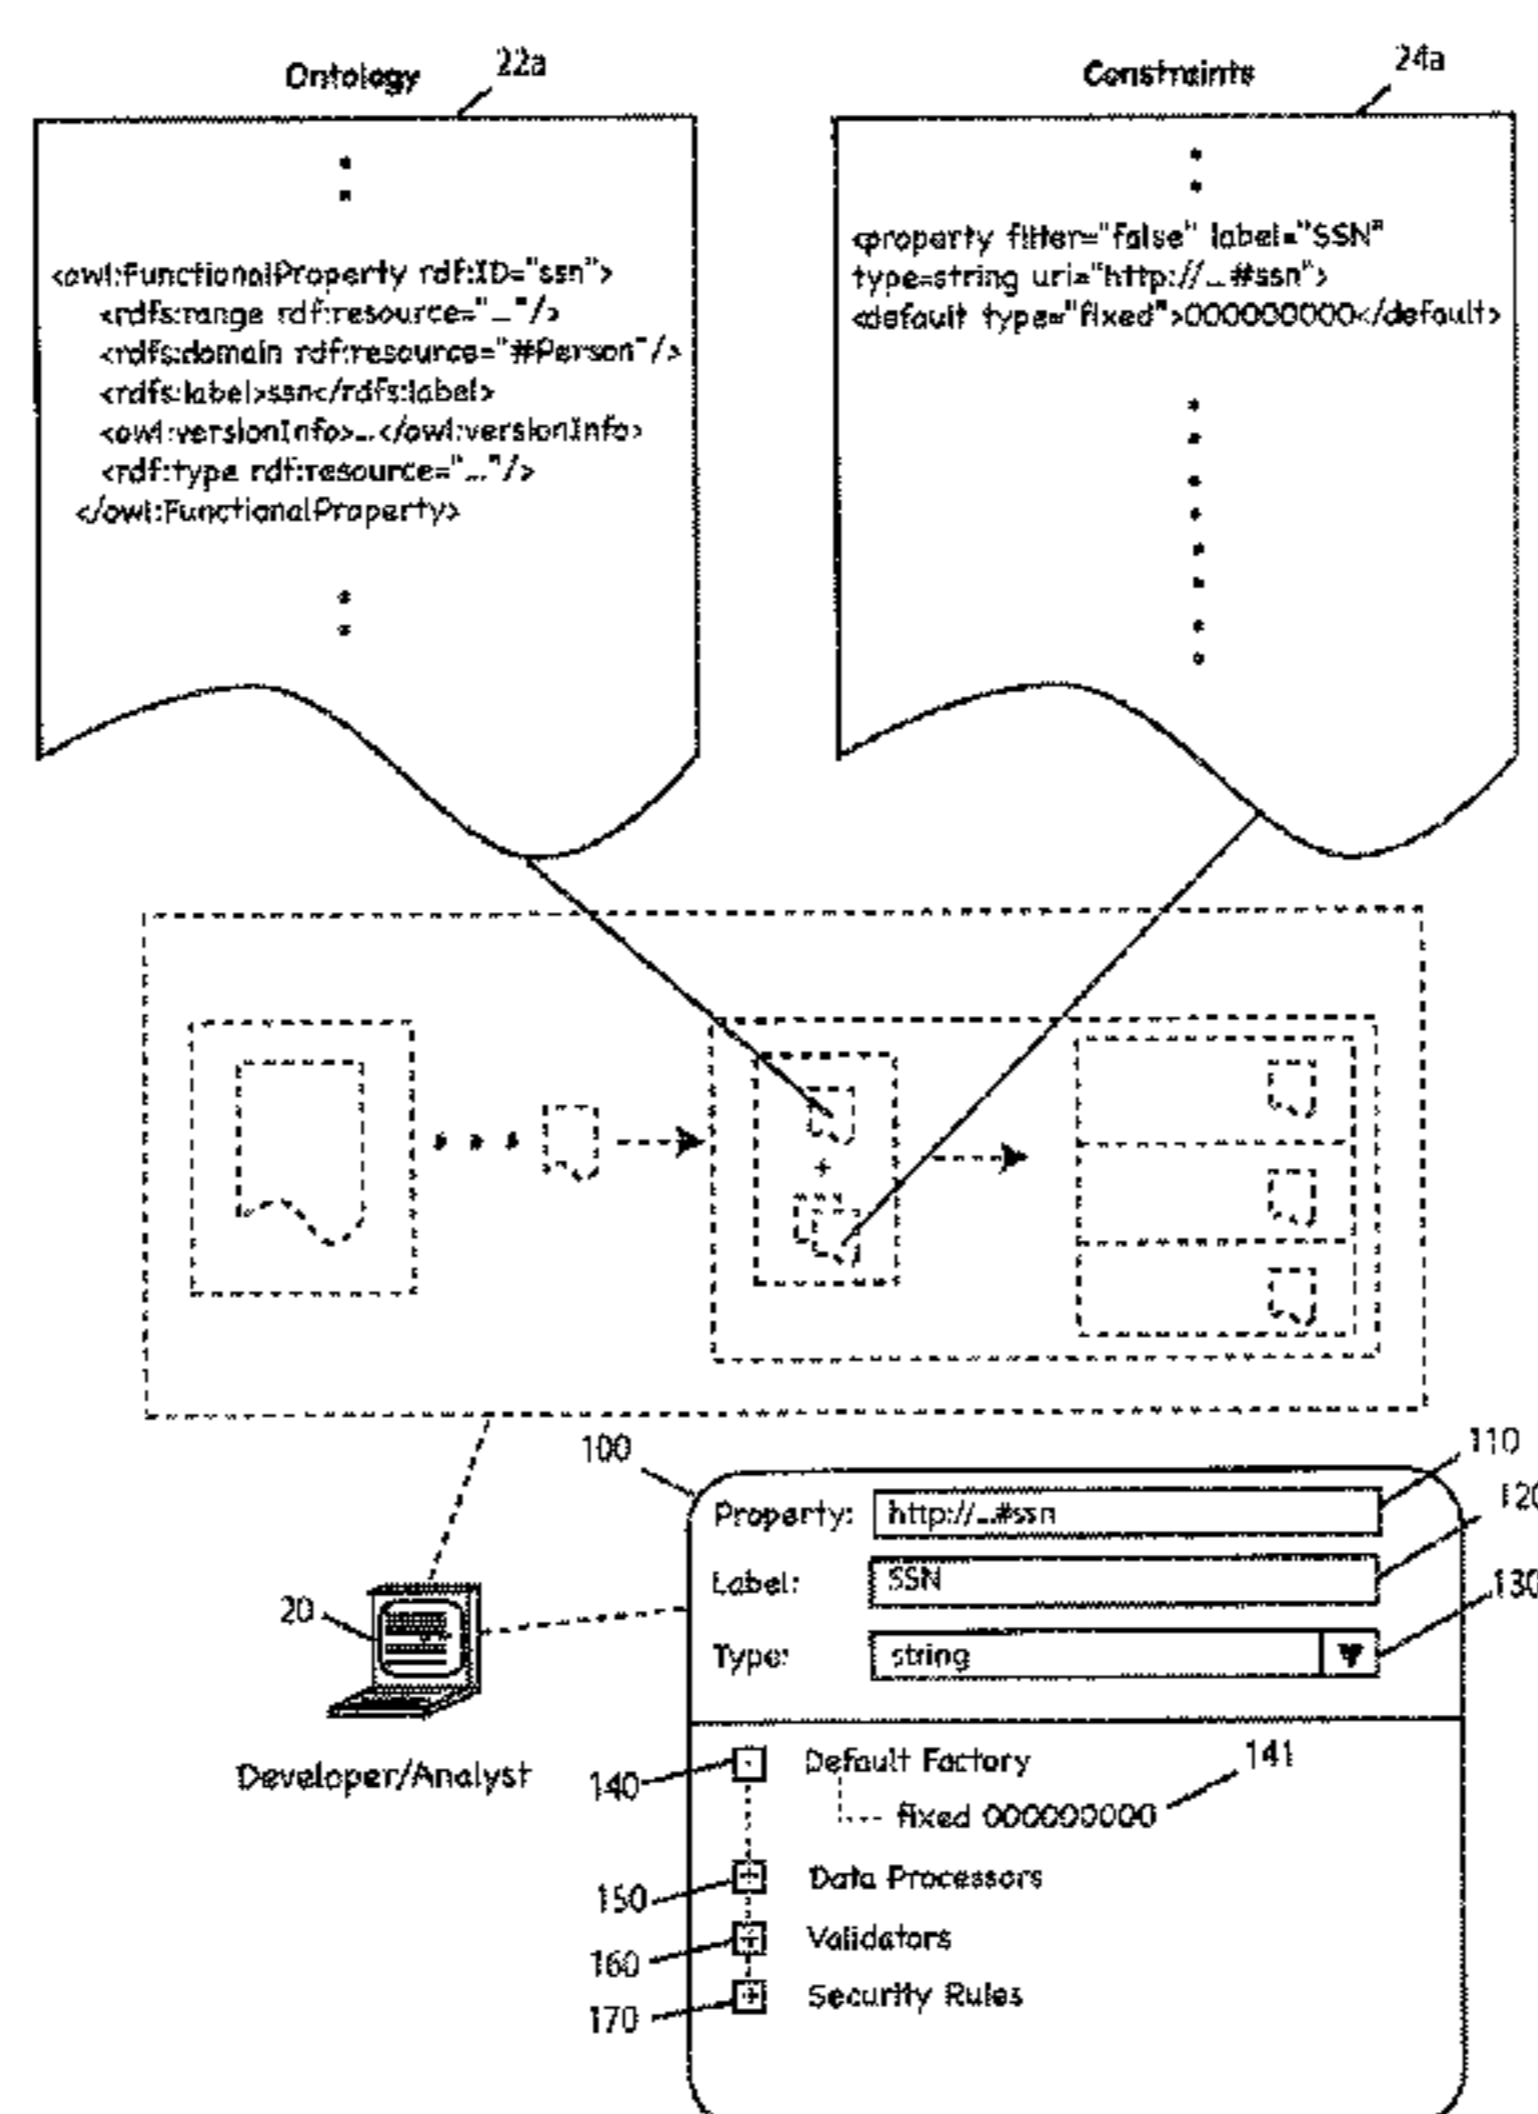 Ontology
22a
<owl:FunctionalProperty rdf:ID="ssn">
<rdfs:range rdf:resource="..."/>
<rdfs:domain rdf:resource="#Person"/>
<rdfs:label>ssn</rdfs:label>
<owl:versionInfo>...</owl:versionInfo>
<rdf:type rdf:resource="..."/>
</owl:FunctionalProperty>
Constraints
24a
<property filter="false" label="SSN"
type=string uri="http://...#ssn">
<default type="fixed">000000000</default>
+
100
110
Property: http://...#ssn
120
Label: SSN
130
Type: string
20
Developer/Analyst
140
Default Factory
141
fixed 000000000
150
Data Processors
160
Validators
170
Security Rules